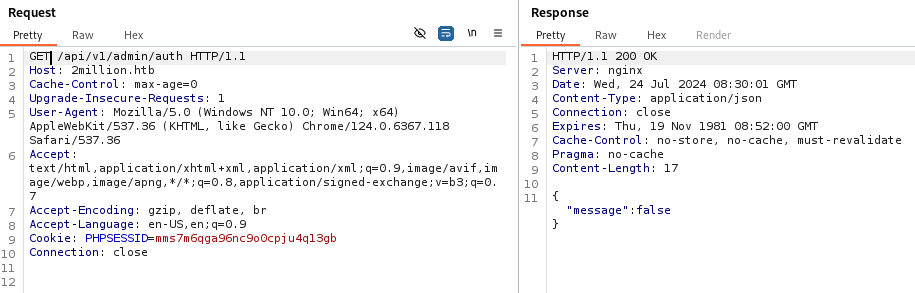 Request
Pretty Raw Hex \n
1 GET /api/v1/admin/auth HTTP/1.1
2 Host: 2million.htb
3 Cache-Control: max-age=0
4 Upgrade-Insecure-Requests: 1
5 User-Agent: Mozilla/5.0 (Windows NT 10.0; Win64; x64)
AppleWebKit/537.36 (KHTML, like Gecko) Chrome/124.0.6367.118
Safari/537.36
6 Accept:
text/html,application/xhtml+xml,application/xml;q=0.9,image/avif,im
age/webp,image/apng,*/*;q=0.8,application/signed-exchange;v=b3;q=0.
7
7 Accept-Encoding: gzip, deflate, br
8 Accept-Language: en-US,en;q=0.9
9 Cookie: PHPSESSID=mms7m6qga96nc9o0cpju4q13gb
10 Connection: close
11
12
Response
Pretty Raw Hex Render
1 HTTP/1.1 200 OK
2 Server: nginx
3 Date: Wed, 24 Jul 2024 08:30:01 GMT
4 Content-Type: application/json
5 Connection: close
6 Expires: Thu, 19 Nov 1981 08:52:00 GMT
7 Cache-Control: no-store, no-cache, must-revalidate
8 Pragma: no-cache
9 Content-Length: 17
10
11 {
"message":false
}